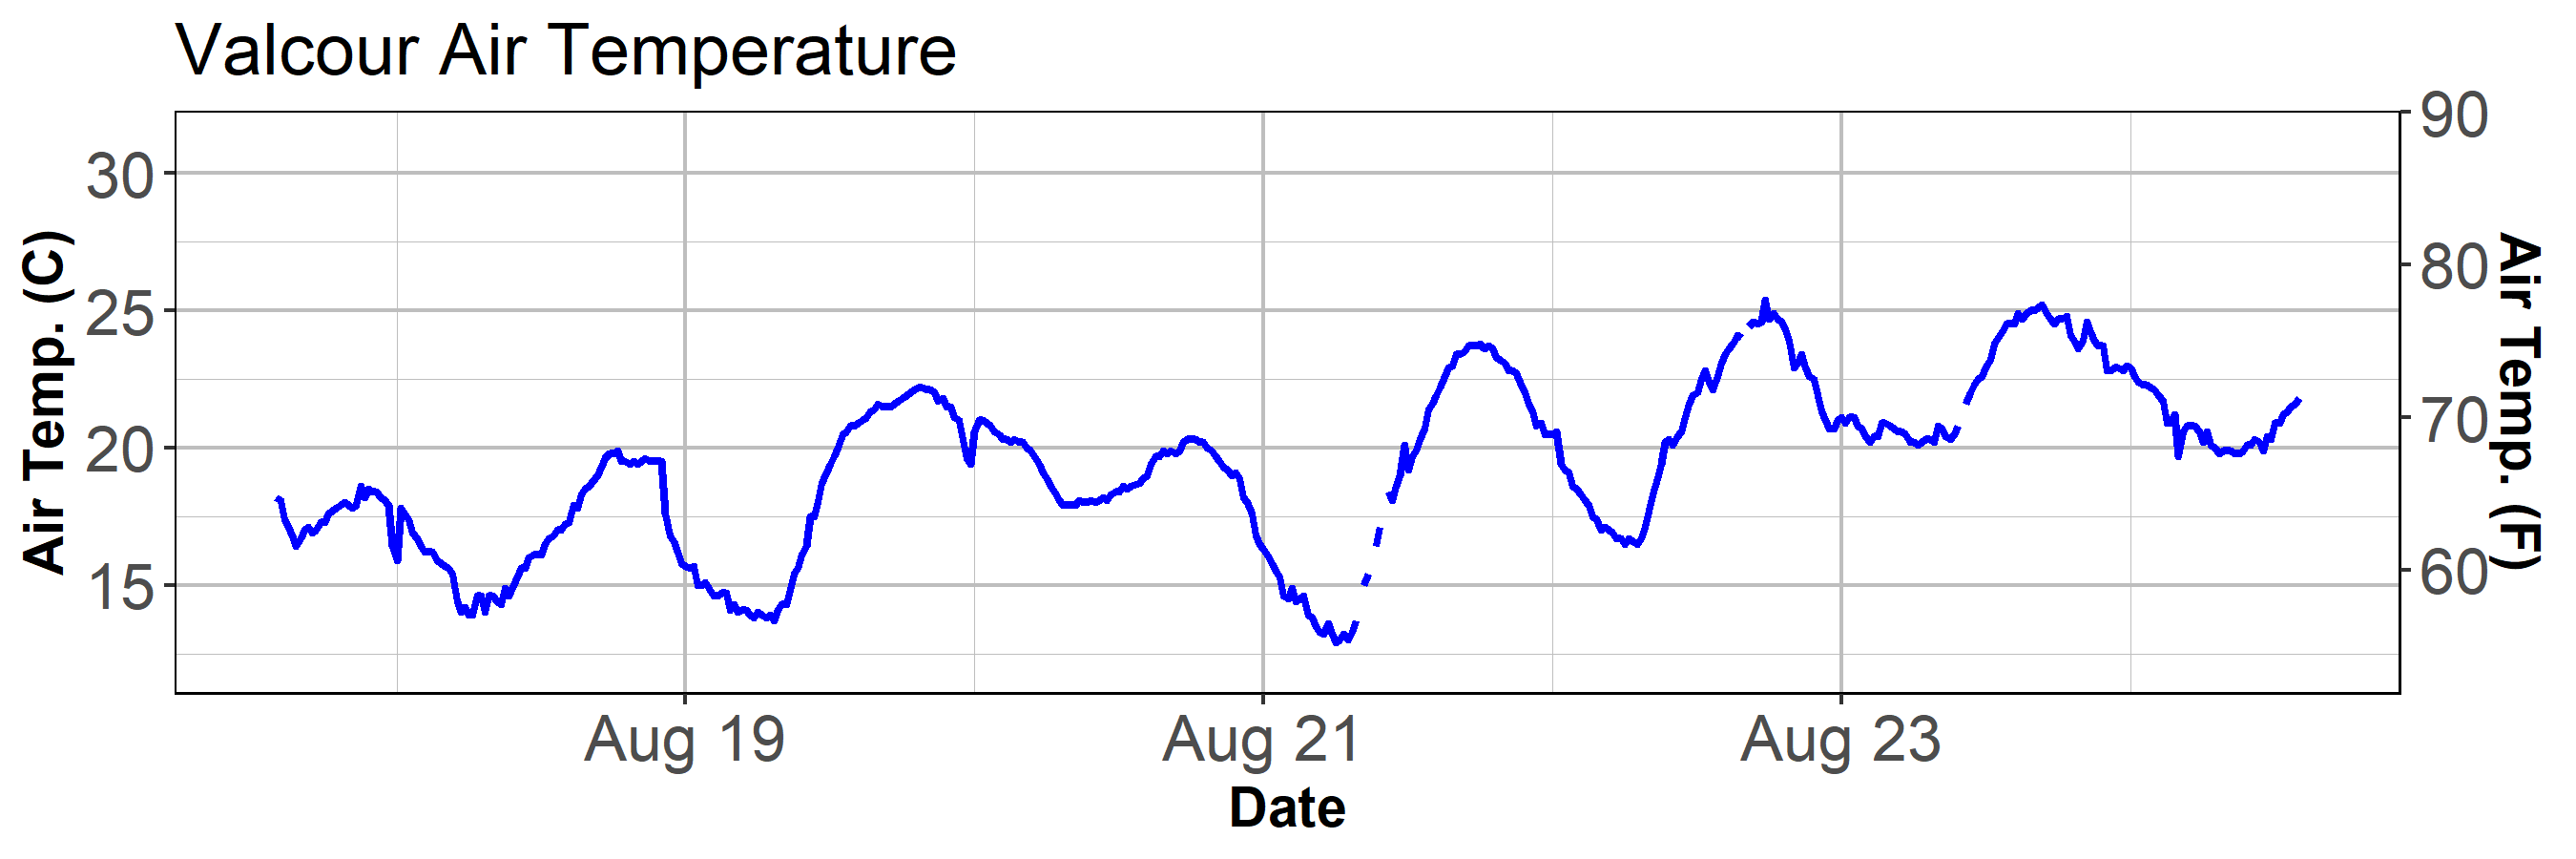 Valcour Air Temperature
Air Temp. (C)
30
25
20
15
90
80
70
60
Air Temp. (F)
Aug 19
Aug 21
Aug 23
Date